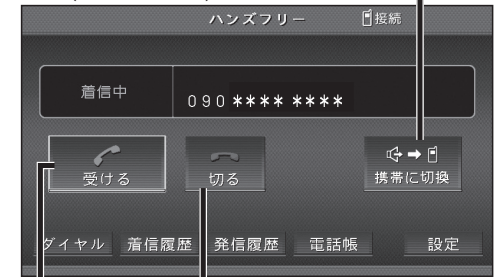 ハンズフリー 接続
着信中 090 **** ****
受ける 切る 携帯に切換
ダイヤル 着信履歴 発信履歴 電話帳 設定